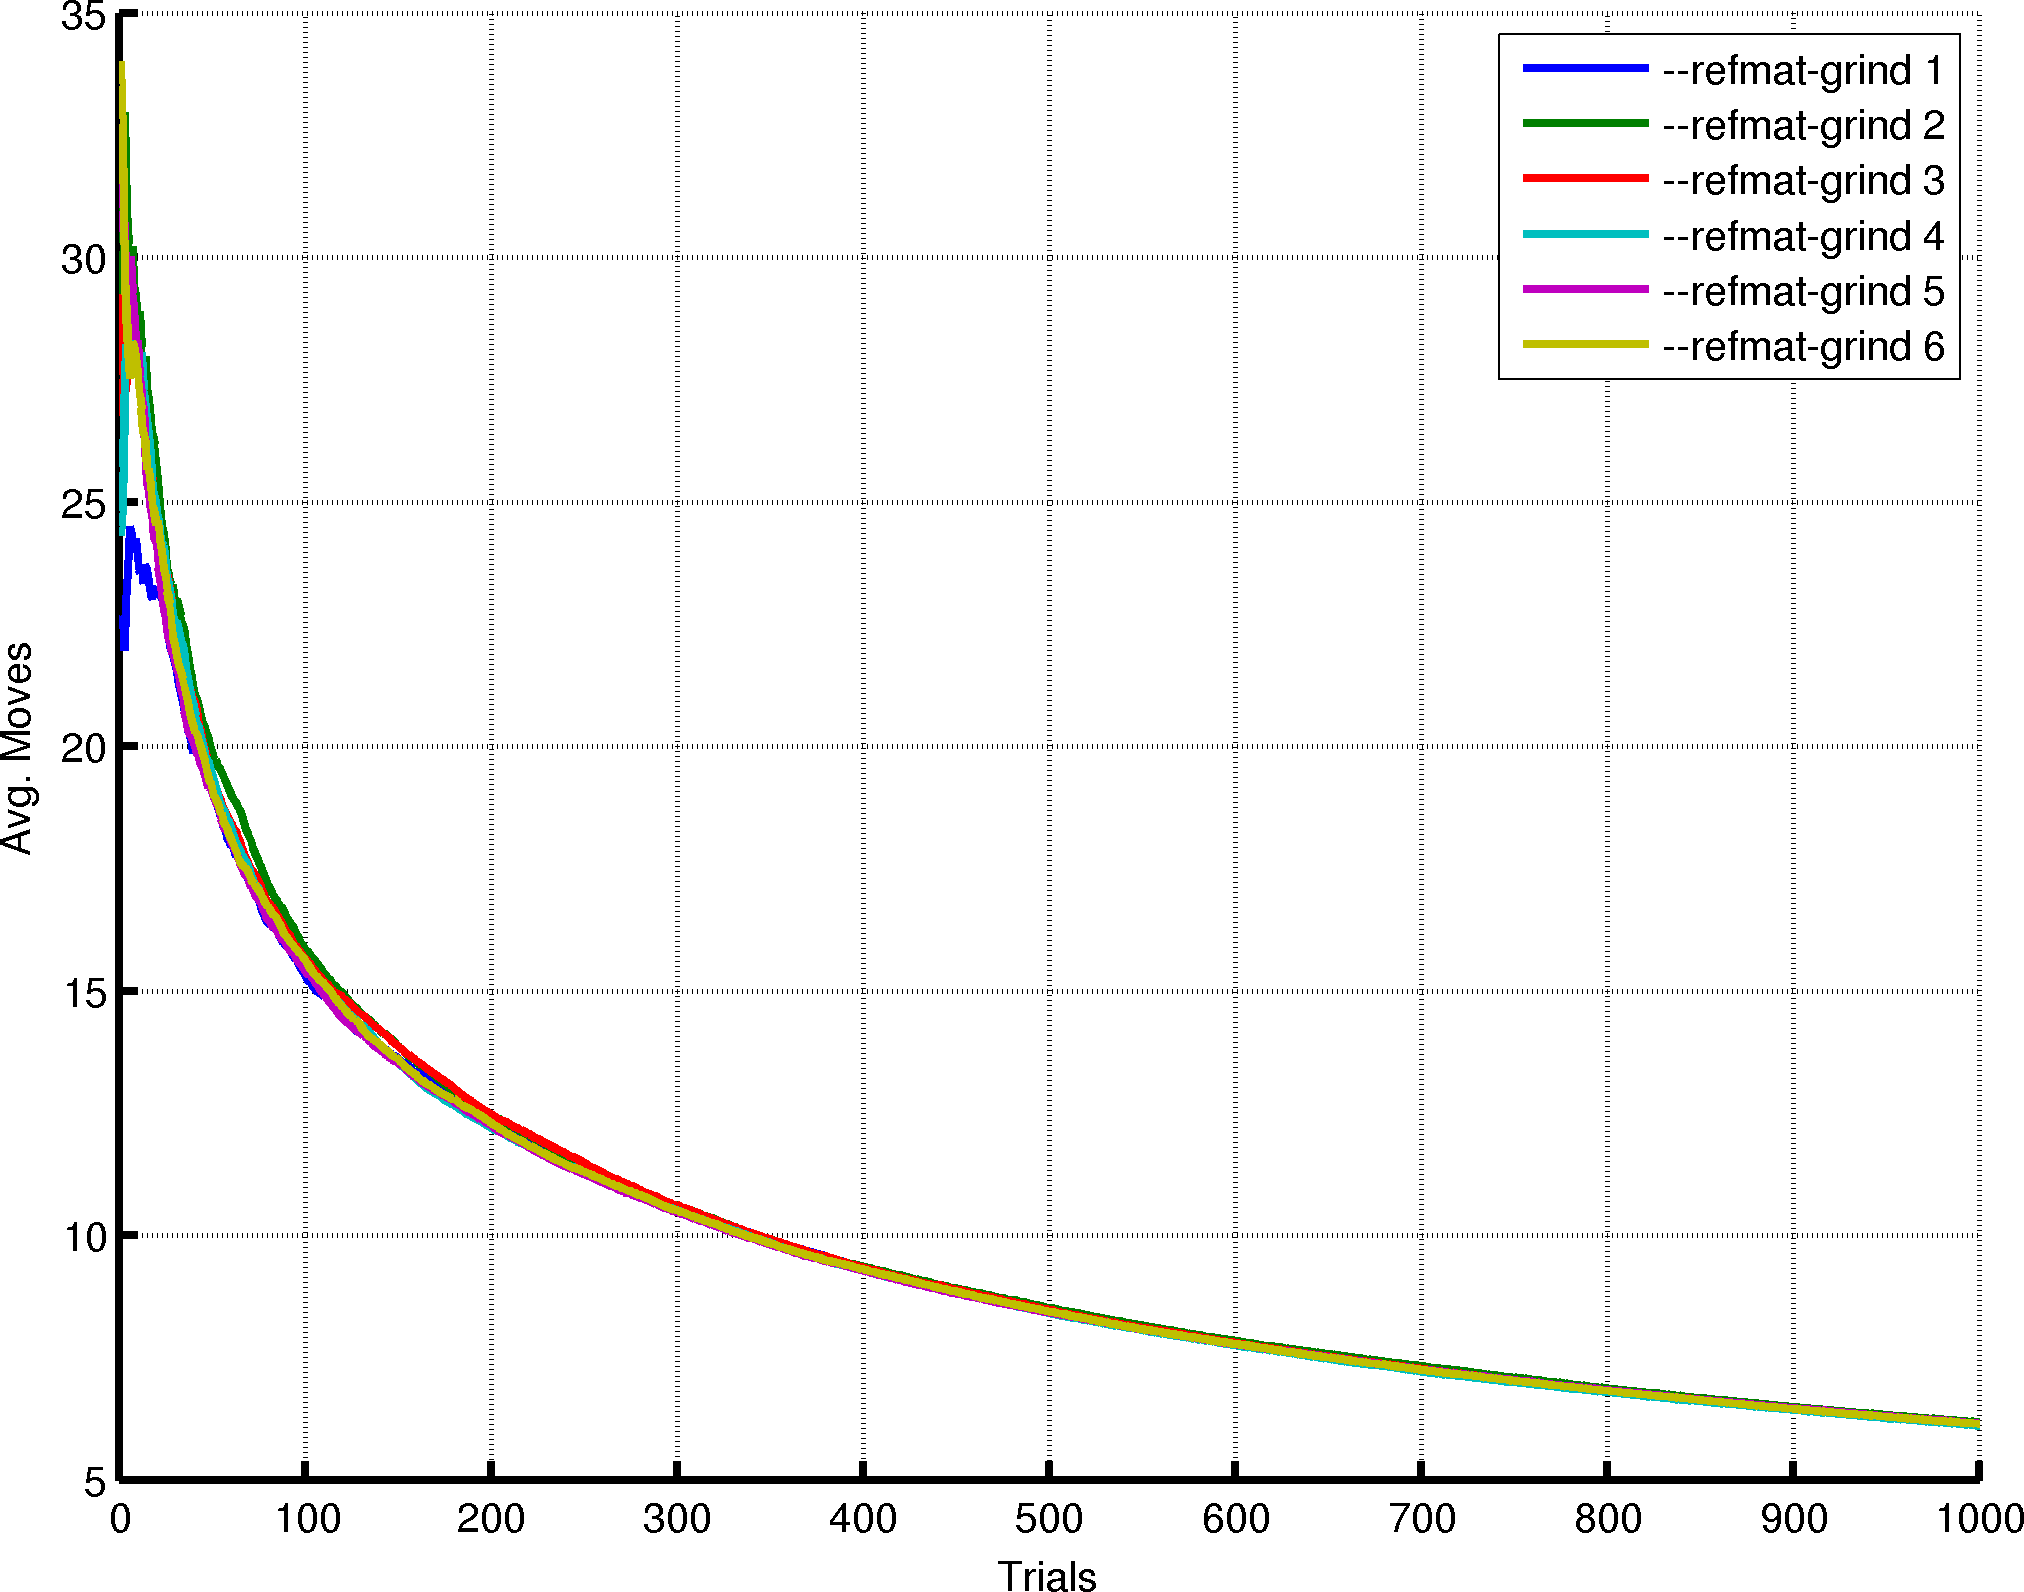 35
30
25
20
15
10
5
Avg. Moves
--refmat-grind 1
--refmat-grind 2
--refmat-grind 3
--refmat-grind 4
--refmat-grind 5
--refmat-grind 6
0 100 200 300 400 500 600 700 800 900 1000
Trials